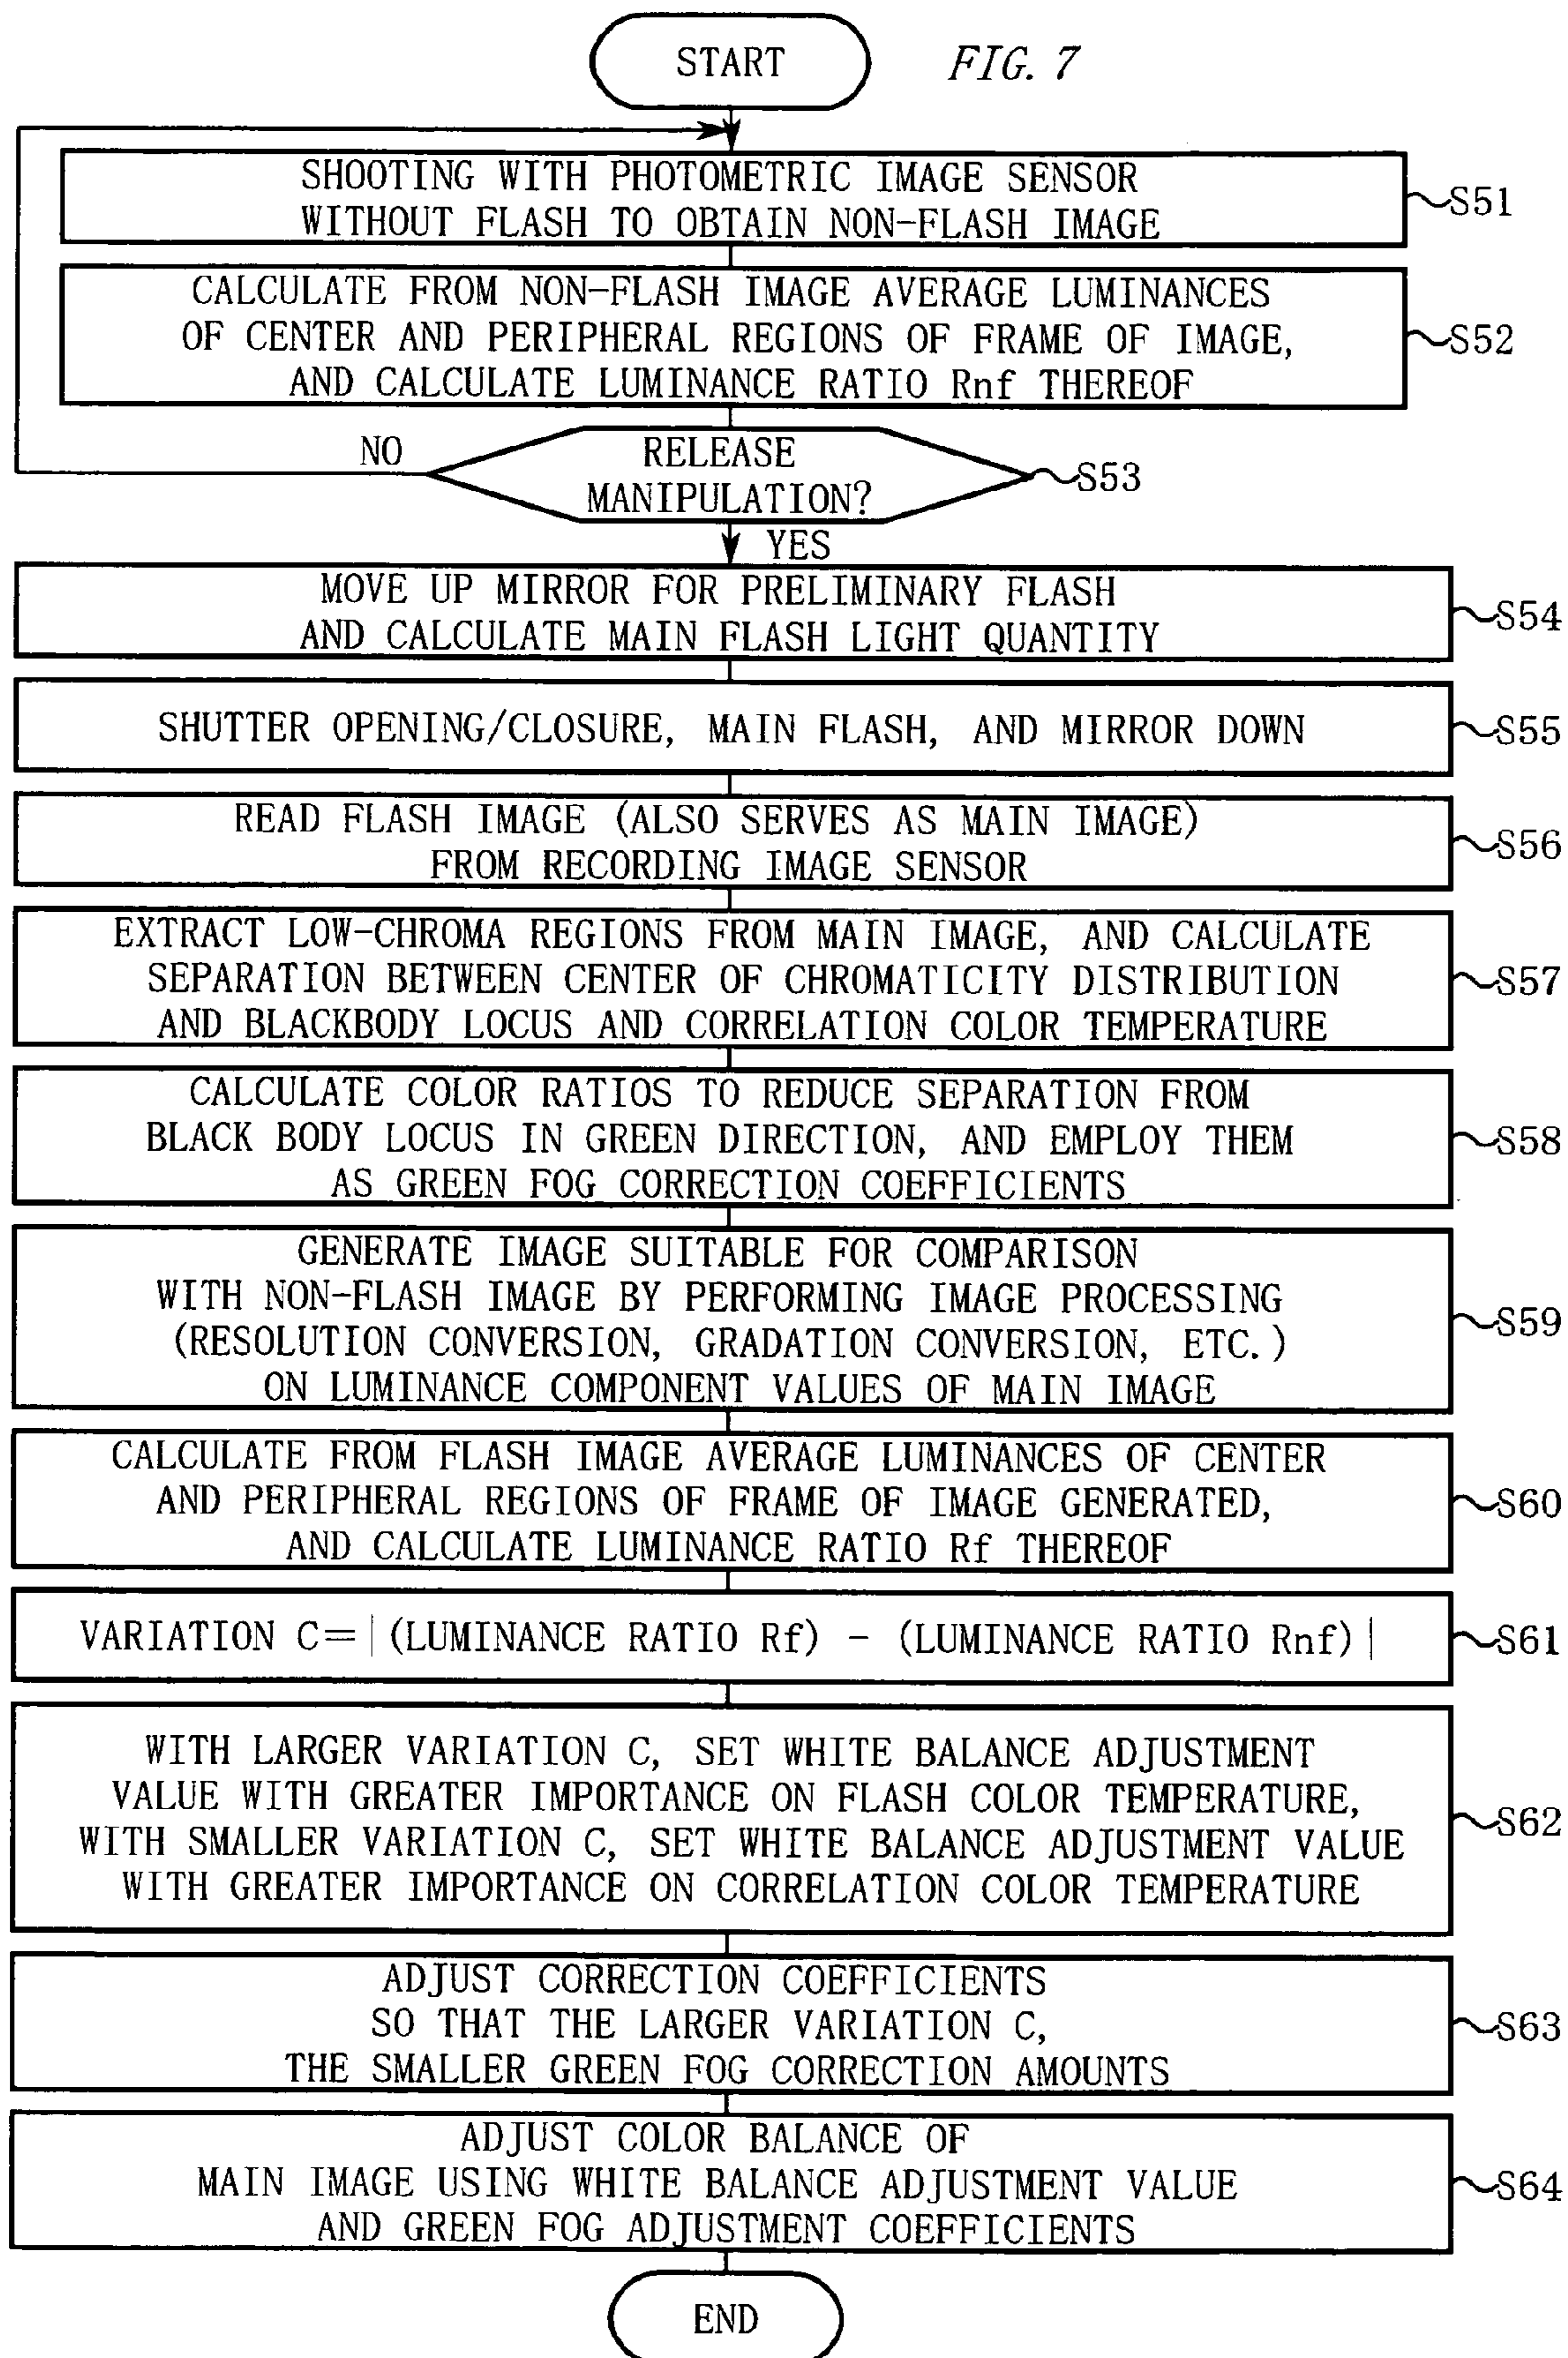 START
FIG. 7
SHOOTING WITH PHOTOMETRIC IMAGE SENSOR
WITHOUT FLASH TO OBTAIN NON-FLASH IMAGE
S51
CALCULATE FROM NON-FLASH IMAGE AVERAGE LUMINANCES
OF CENTER AND PERIPHERAL REGIONS OF FRAME OF IMAGE,
AND CALCULATE LUMINANCE RATIO Rnf THEREOF
S52
NO
RELEASE
MANIPULATION?
S53
YES
MOVE UP MIRROR FOR PRELIMINARY FLASH
AND CALCULATE MAIN FLASH LIGHT QUANTITY
S54
SHUTTER OPENING/CLOSURE, MAIN FLASH, AND MIRROR DOWN
S55
READ FLASH IMAGE (ALSO SERVES AS MAIN IMAGE)
FROM RECORDING IMAGE SENSOR
S56
EXTRACT LOW-CHROMA REGIONS FROM MAIN IMAGE, AND CALCULATE
SEPARATION BETWEEN CENTER OF CHROMATICITY DISTRIBUTION
AND BLACKBODY LOCUS AND CORRELATION COLOR TEMPERATURE
S57
CALCULATE COLOR RATIOS TO REDUCE SEPARATION FROM
BLACK BODY LOCUS IN GREEN DIRECTION, AND EMPLOY THEM
AS GREEN FOG CORRECTION COEFFICIENTS
S58
GENERATE IMAGE SUITABLE FOR COMPARISON
WITH NON-FLASH IMAGE BY PERFORMING IMAGE PROCESSING
(RESOLUTION CONVERSION, GRADATION CONVERSION, ETC.)
ON LUMINANCE COMPONENT VALUES OF MAIN IMAGE
S59
CALCULATE FROM FLASH IMAGE AVERAGE LUMINANCES OF CENTER
AND PERIPHERAL REGIONS OF FRAME OF IMAGE GENERATED,
AND CALCULATE LUMINANCE RATIO Rf THEREOF
S60
VARIATION C=|(LUMINANCE RATIO Rf) - (LUMINANCE RATIO Rnf)|
S61
WITH LARGER VARIATION C, SET WHITE BALANCE ADJUSTMENT
VALUE WITH GREATER IMPORTANCE ON FLASH COLOR TEMPERATURE,
WITH SMALLER VARIATION C, SET WHITE BALANCE ADJUSTMENT VALUE
WITH GREATER IMPORTANCE ON CORRELATION COLOR TEMPERATURE
S62
ADJUST CORRECTION COEFFICIENTS
SO THAT THE LARGER VARIATION C,
THE SMALLER GREEN FOG CORRECTION AMOUNTS
S63
ADJUST COLOR BALANCE OF
MAIN IMAGE USING WHITE BALANCE ADJUSTMENT VALUE
AND GREEN FOG ADJUSTMENT COEFFICIENTS
S64
END